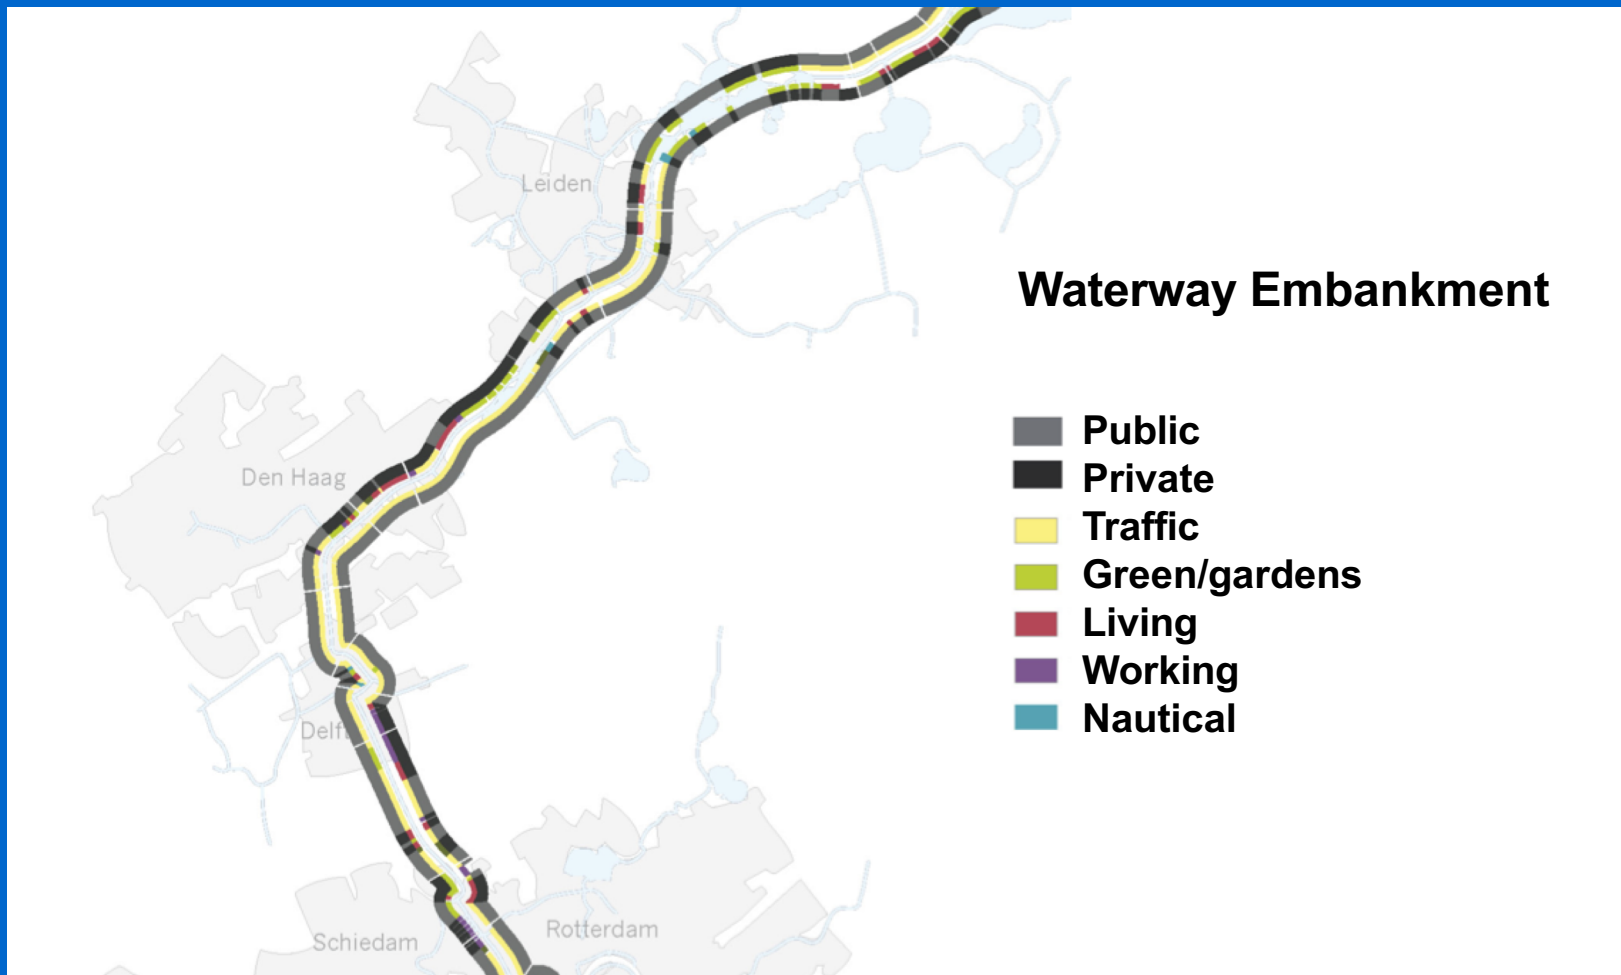 Leiden
Waterway Embankment
Public
Den Haag
Private
Traffic
Green/gardens
Living
Working
Nautical
Delft
Schiedam
Rotterdam